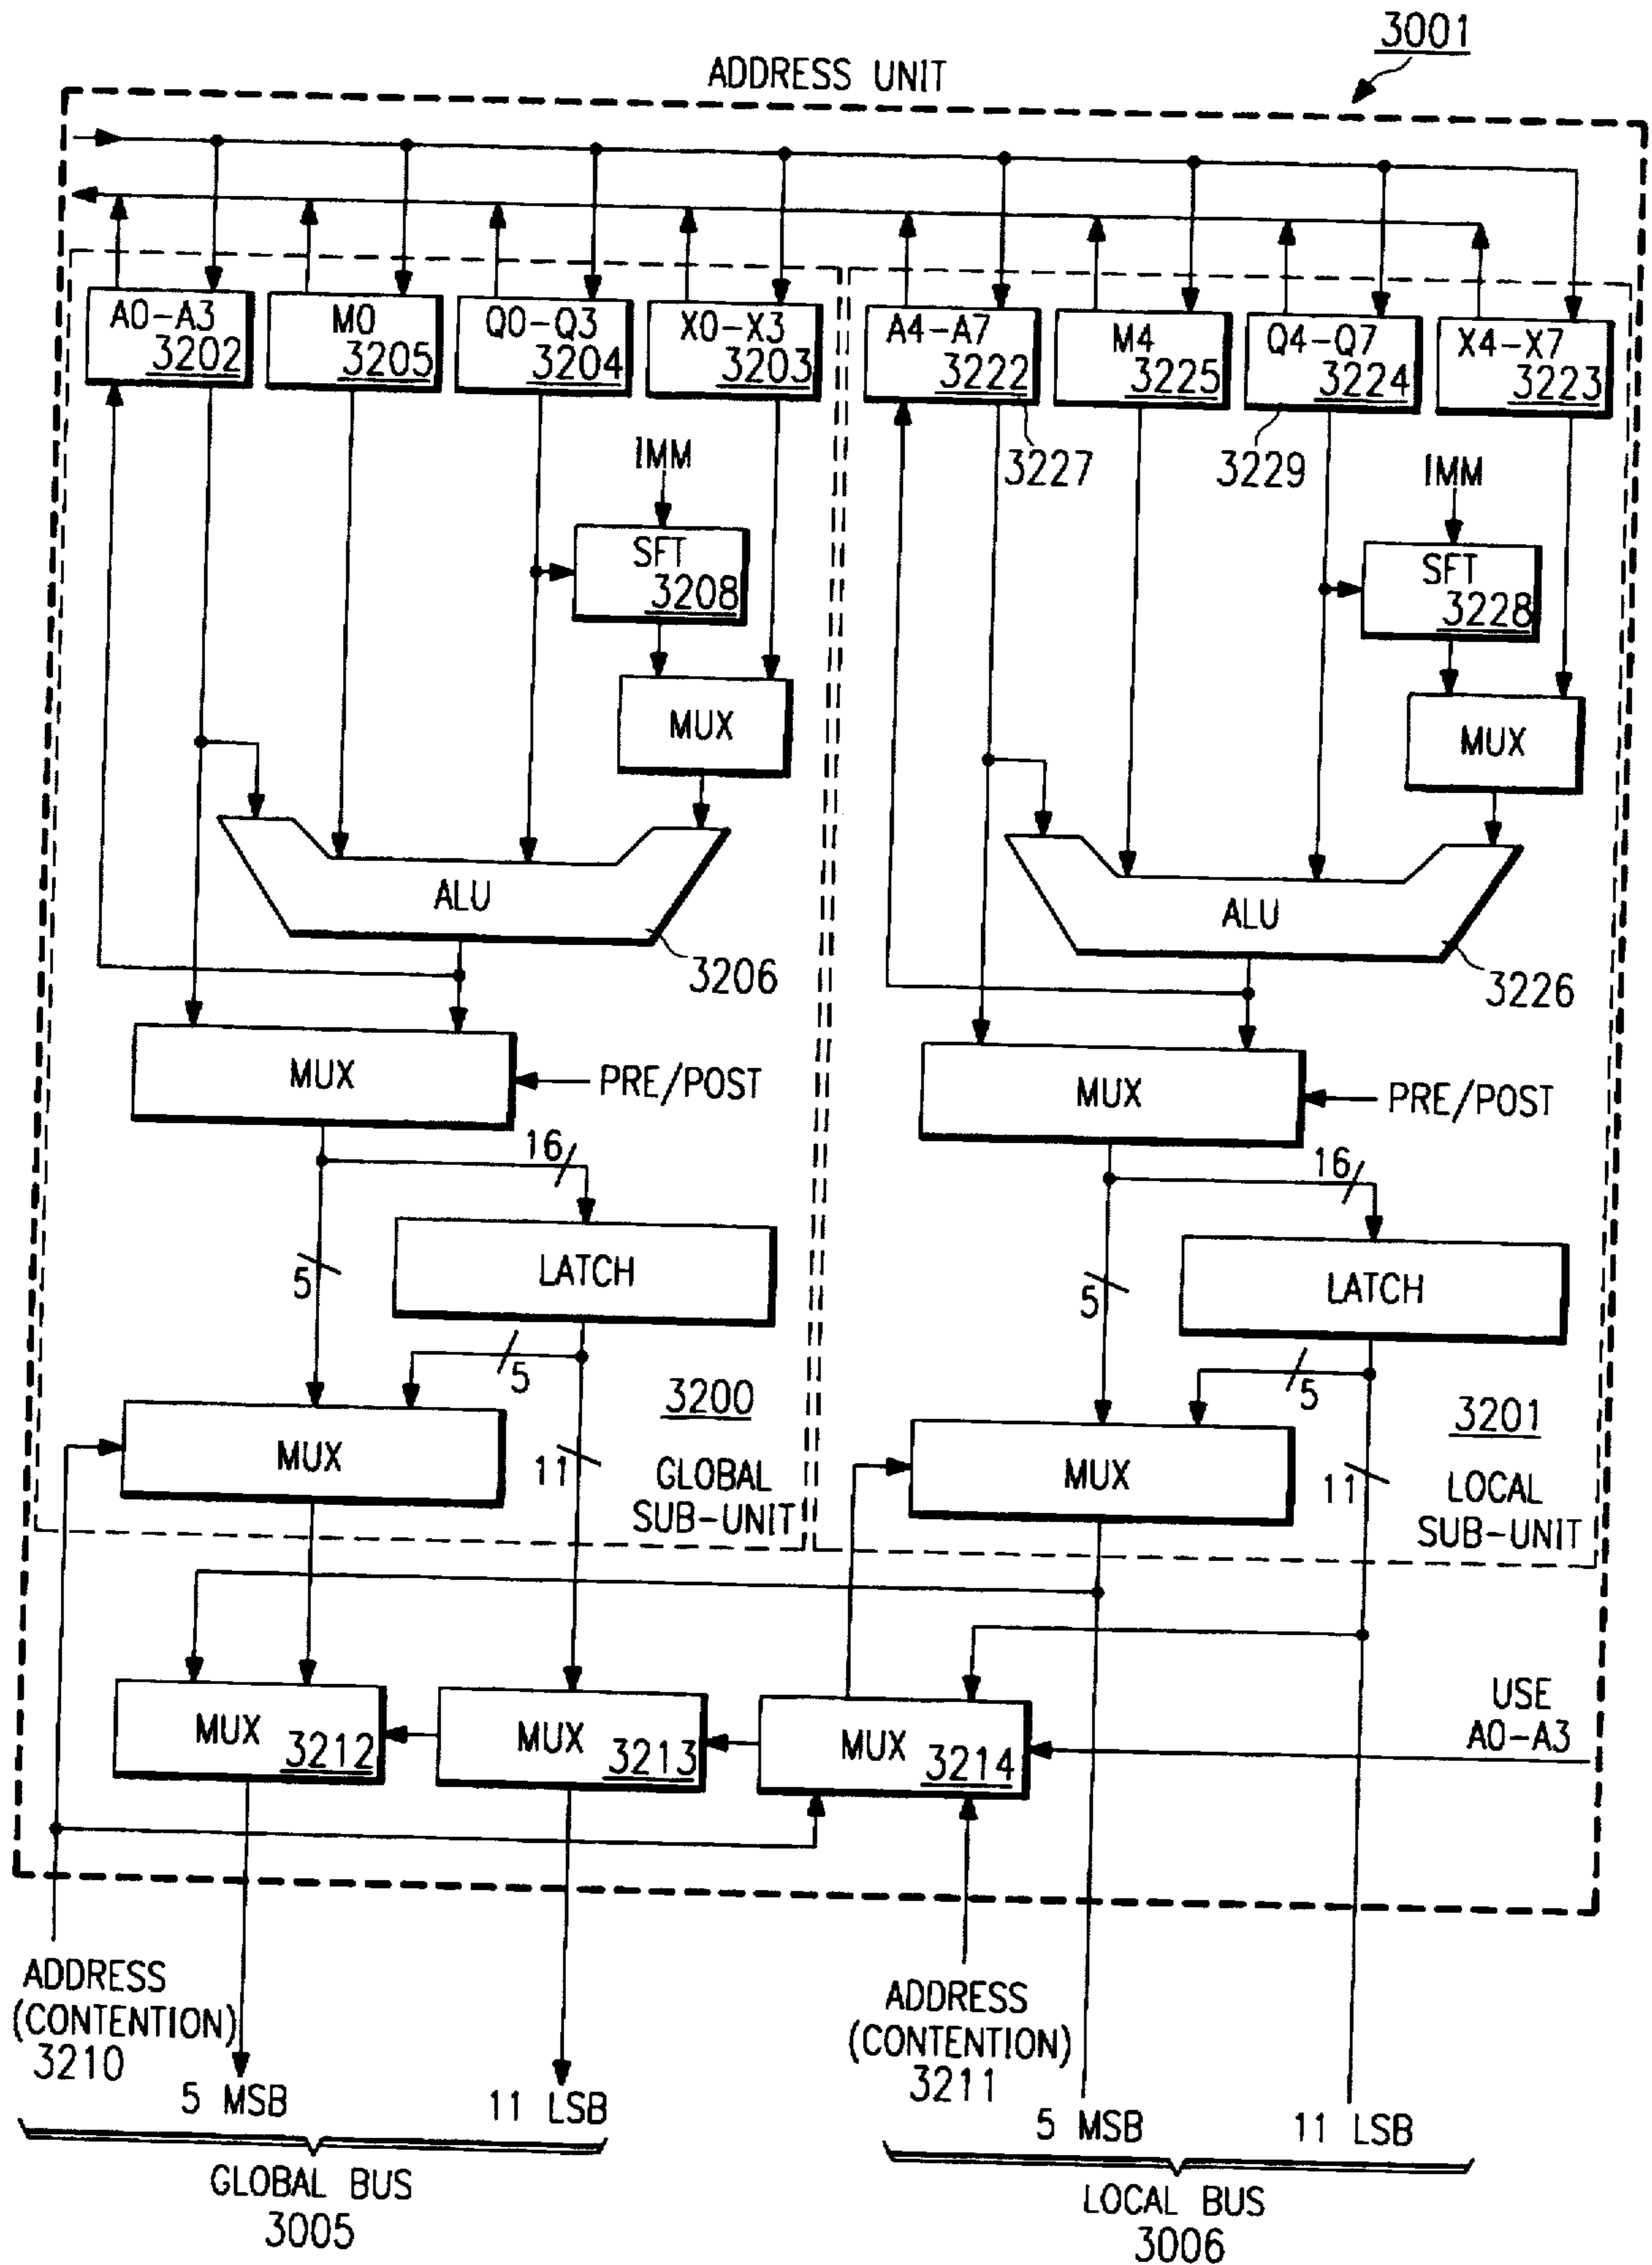 3001
ADDRESS UNIT
A0-A3
3202
M0
3205
Q0-Q3
3204
X0-X3
3203
A4-A7
3222
M4
3225
Q4-Q7
3224
X4-X7
3223
3227
3229
IMM
IMM
SFT
3208
SFT
3228
MUX
MUX
ALU
ALU
3206
3226
MUX
PRE/POST
MUX
PRE/POST
16
16
LATCH
LATCH
5
5
5
5
3200
3201
MUX
MUX
11
11
GLOBAL
SUB-UNIT
LOCAL
SUB-UNIT
USE
A0-A3
MUX
3212
MUX
3213
MUX
3214
ADDRESS
(CONTENTION)
3210
ADDRESS
(CONTENTION)
3211
5 MSB
11 LSB
5 MSB
11 LSB
GLOBAL BUS
3005
LOCAL BUS
3006